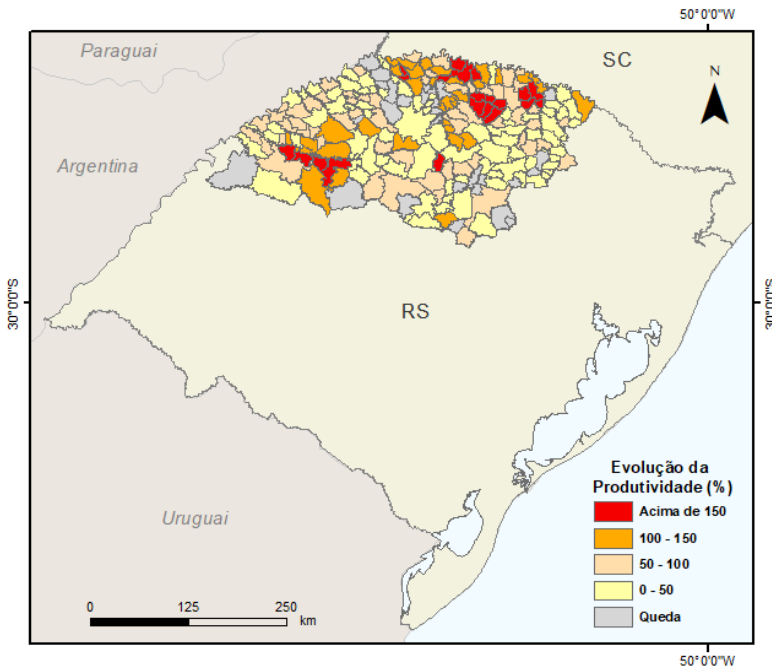 50°0'0"W
Paraguai
SC
N
Argentina
30°0'0"S
30°0'0"S
RS
Uruguai
Evolução da
Produtividade (%)
Acima de 150
100 - 150
50 - 100
0 - 50
Queda
0 125 250
km
50°0'0"W